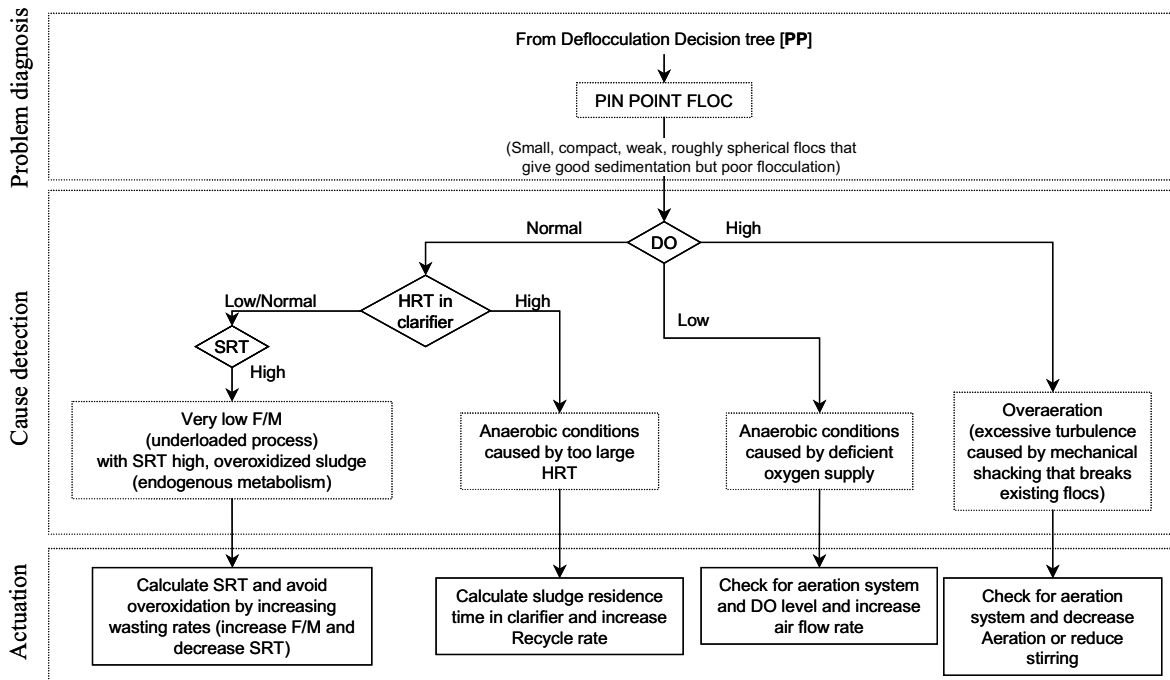 Problem diagnosis
From Deflocculation Decision tree [PP]
PIN POINT FLOC
(Small, compact, weak, roughly spherical flocs that
give good sedimentation but poor flocculation)
Cause detection
DO
Normal
High
Low
HRT in
clarifier
Low/Normal
High
SRT
High
Very low F/M
(underloaded process)
with SRT high, overoxidized sludge
(endogenous metabolism)
Anaerobic conditions
caused by too large
HRT
Anaerobic conditions
caused by deficient
oxygen supply
Overaeration
(excessive turbulence
caused by mechanical
shacking that breaks
existing flocs)
Actuation
Calculate SRT and avoid
overoxidation by increasing
wasting rates (increase F/M and
decrease SRT)
Calculate sludge residence
time in clarifier and increase
Recycle rate
Check for aeration system
and DO level and increase
air flow rate
Check for aeration
system and decrease
Aeration or reduce
stirring